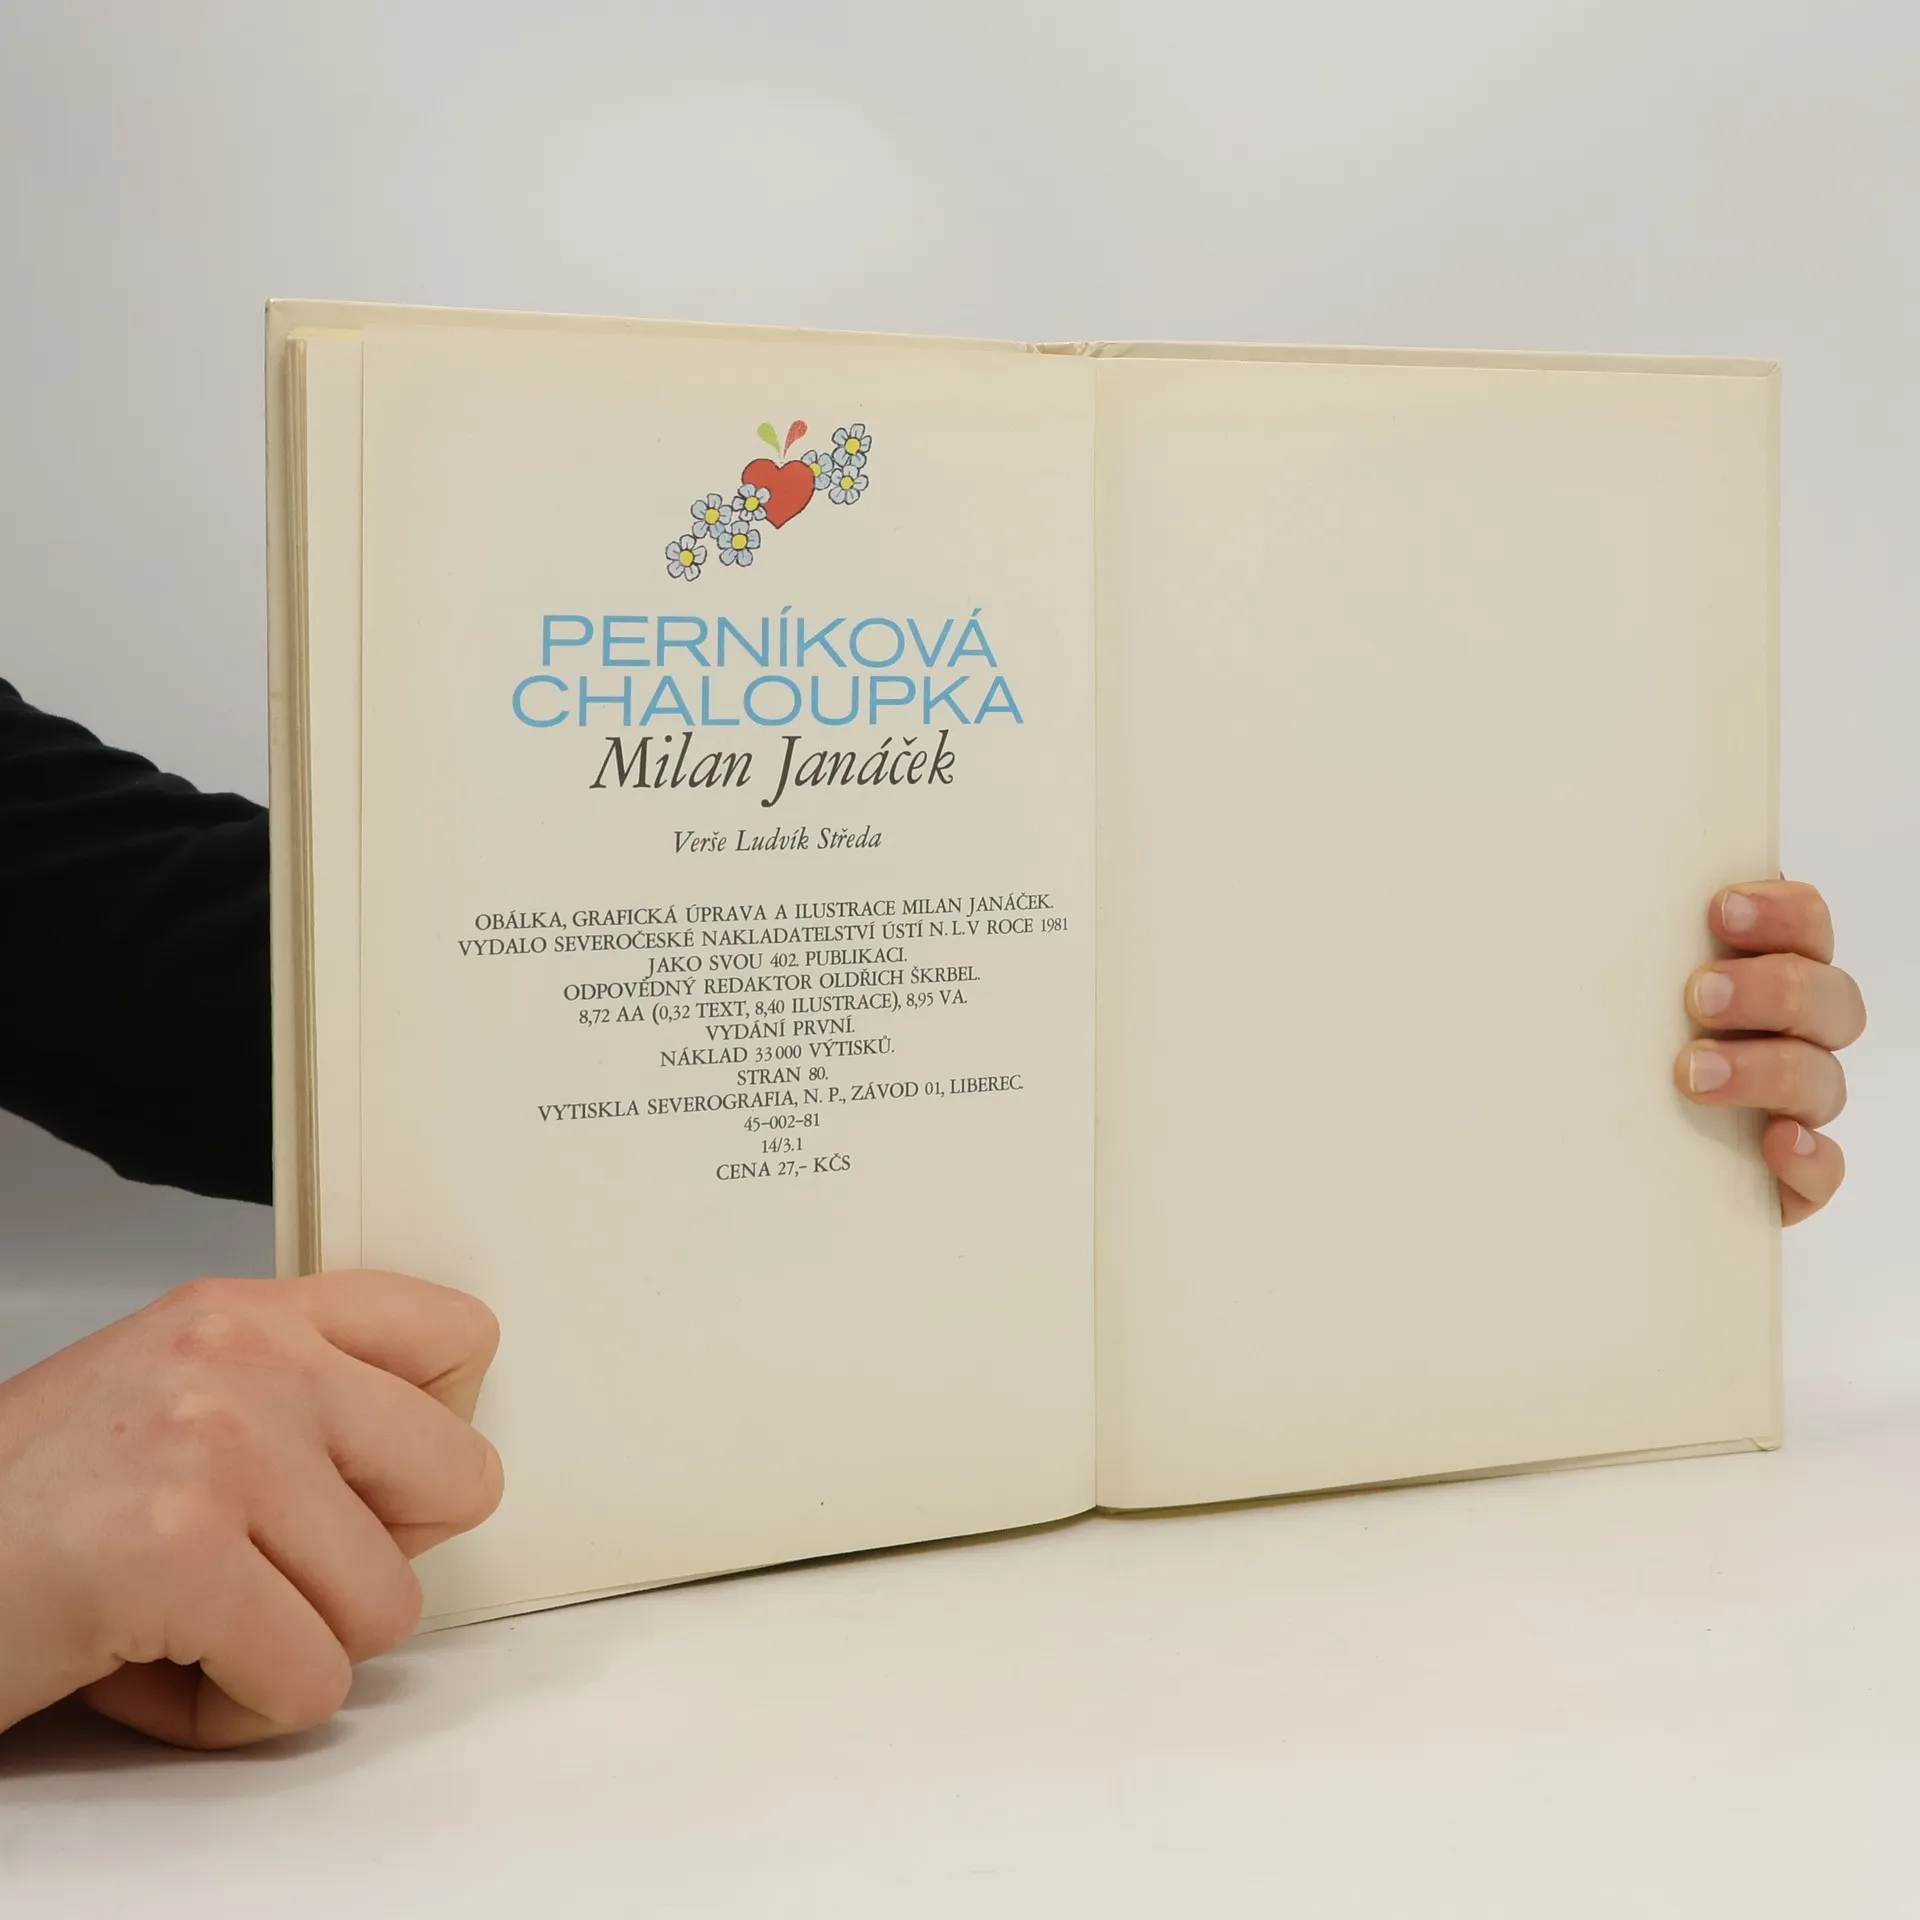 PERNÍKOVÁ
CHALOUPKA
Milan Janáček
Verše Ludvík Středa
OBÁLKA, GRAFICKÁ ÚPRAVA A ILUSTRACE MILAN JANÁČEK.
VYDALO SEVEROČESKÉ NAKLADATELSTVÍ ÚSTÍ N. L. V ROCE 1981
JAKO SVOU 402. PUBLIKACI.
ODPOVĚDNÝ REDAKTOR OLDŘICH ŠKRBEL.
8,72 AA (0,32 TEXT, 8,40 ILUSTRACE), 8,95 VA.
VYDÁNÍ PRVNÍ.
NÁKLAD 33 000 VÝTISKŮ.
STRAN 80.
VYTISKLA SEVEROGRAFIA, N. P., ZÁVOD 01, LIBEREC.
45-002-81
14/3.1
CENA 27,- KČS